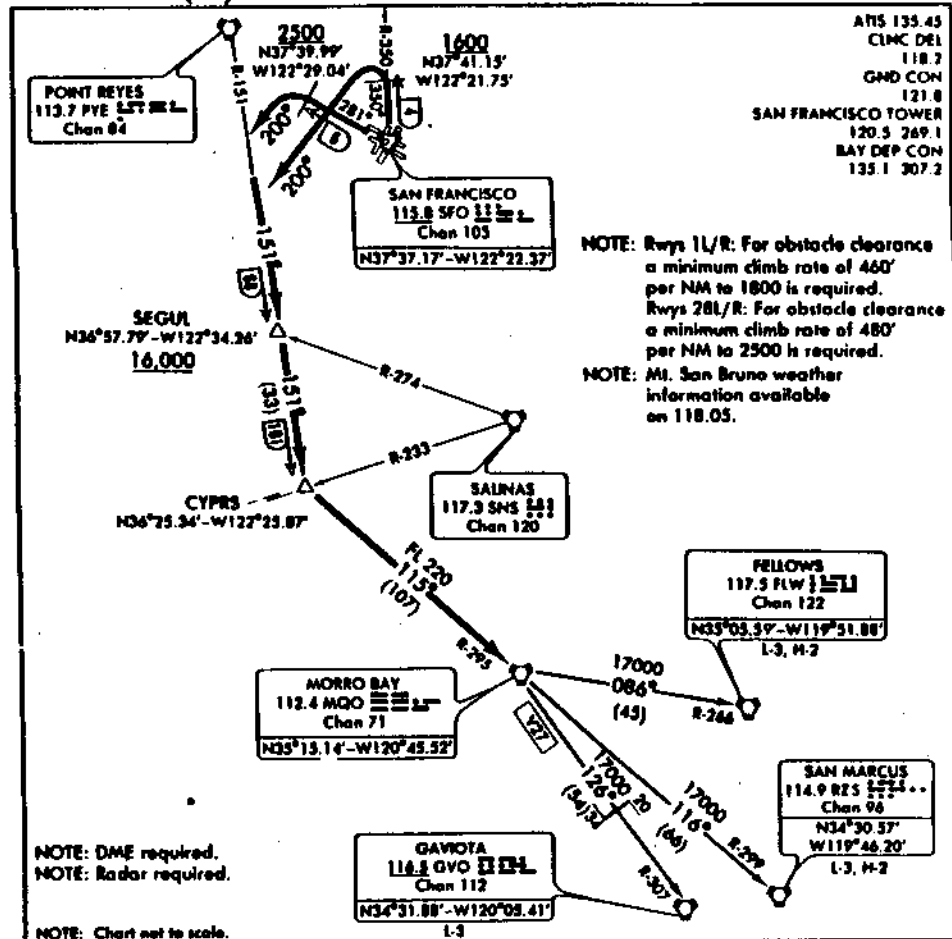 ATIS 135.45
CLNC DEL
118.2
GND CON
121.8
SAN FRANCISCO TOWER
120.5 269.1
BAY DEP CON
135.1 307.2
2500
N37°39.99'
W122°29.04'
R-350
1600
N37°41.15'
W122°21.75'
POINT REYES
113.7 PYE
Chan 84
R-151
200°
200°
281°
350°
6
4
SAN FRANCISCO
115.8 SFO
Chan 105
N37°37.17'-W122°22.37'
NOTE: Rwys 1L/R: For obstacle clearance
a minimum climb rate of 460'
per NM to 1800 is required.
Rwys 28L/R: For obstacle clearance
a minimum climb rate of 480'
per NM to 2500 is required.
NOTE: Mt. San Bruno weather
information available
on 118.05.
151°
SEGUL
N36°57.79'-W122°34.26'
16,000
R-274
151°
(33)
101
R-233
SALINAS
117.3 SNS
Chan 120
CYPRS
N36°25.34'-W122°25.87'
FL 220
115°
(107)
R-295
FELLOWS
117.5 FLW
Chan 122
N35°05.59'-W119°51.88'
L-3, H-2
MORRO BAY
112.4 MQO
Chan 71
N35°15.14'-W120°45.52'
17000
086°
(45)
R-266
V27
17000
126°
(54)
34
20
17000
116°
(66)
R-299
R-307
SAN MARCUS
114.9 RZS
Chan 96
N34°30.57'
W119°46.20'
L-3, H-2
GAVIOTA
116.5 GVO
Chan 112
N34°31.88'-W120°05.41'
L-3
NOTE: DME required.
NOTE: Radar required.
NOTE: Chart not to scale.